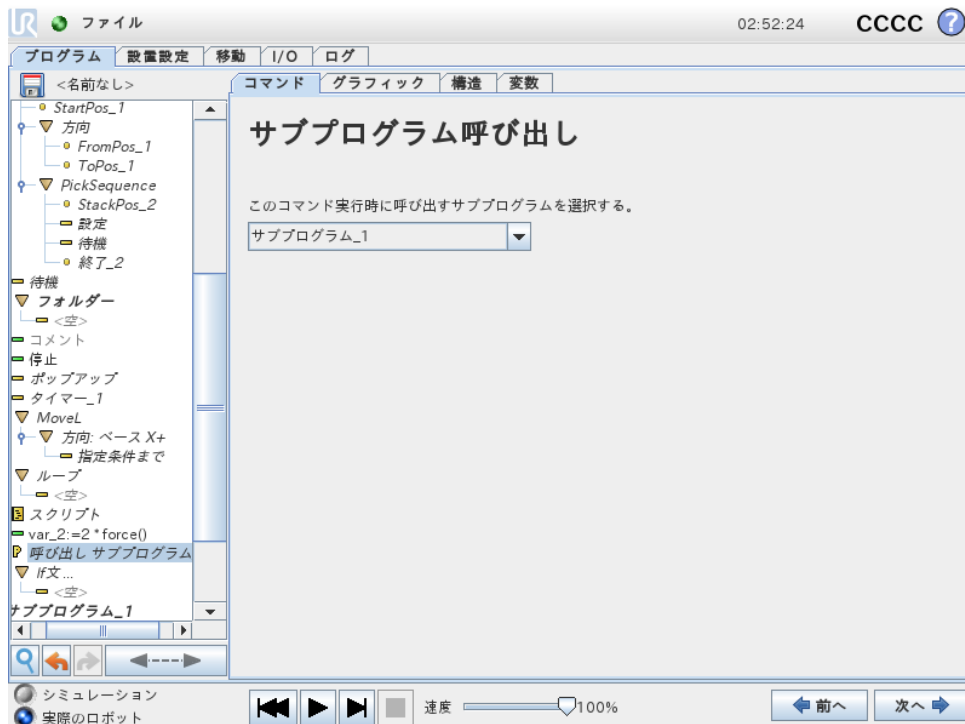 UR ファイル 02:52:24 CCCC ?
プログラム 設置設定 移動 I/O ログ
<名前なし>
コマンド グラフィック 構造 変数
StartPos_1
方向
FromPos_1
ToPos_1
PickSequence
StackPos_2
設定
待機
終了_2
待機
フォルダー
<空>
コメント
停止
ポップアップ
タイマー_1
MoveL
方向: ベース X+
指定条件まで
ループ
<空>
スクリプト
var_2:=2*force()
P 呼び出し サブプログラム
If文 ...
<空>
サブプログラム_1
サブプログラム呼び出し
このコマンド実行時に呼び出すサブプログラムを選択する。
サブプログラム_1
シミュレーション
実際のロボット
速度 100%
前へ 次へ